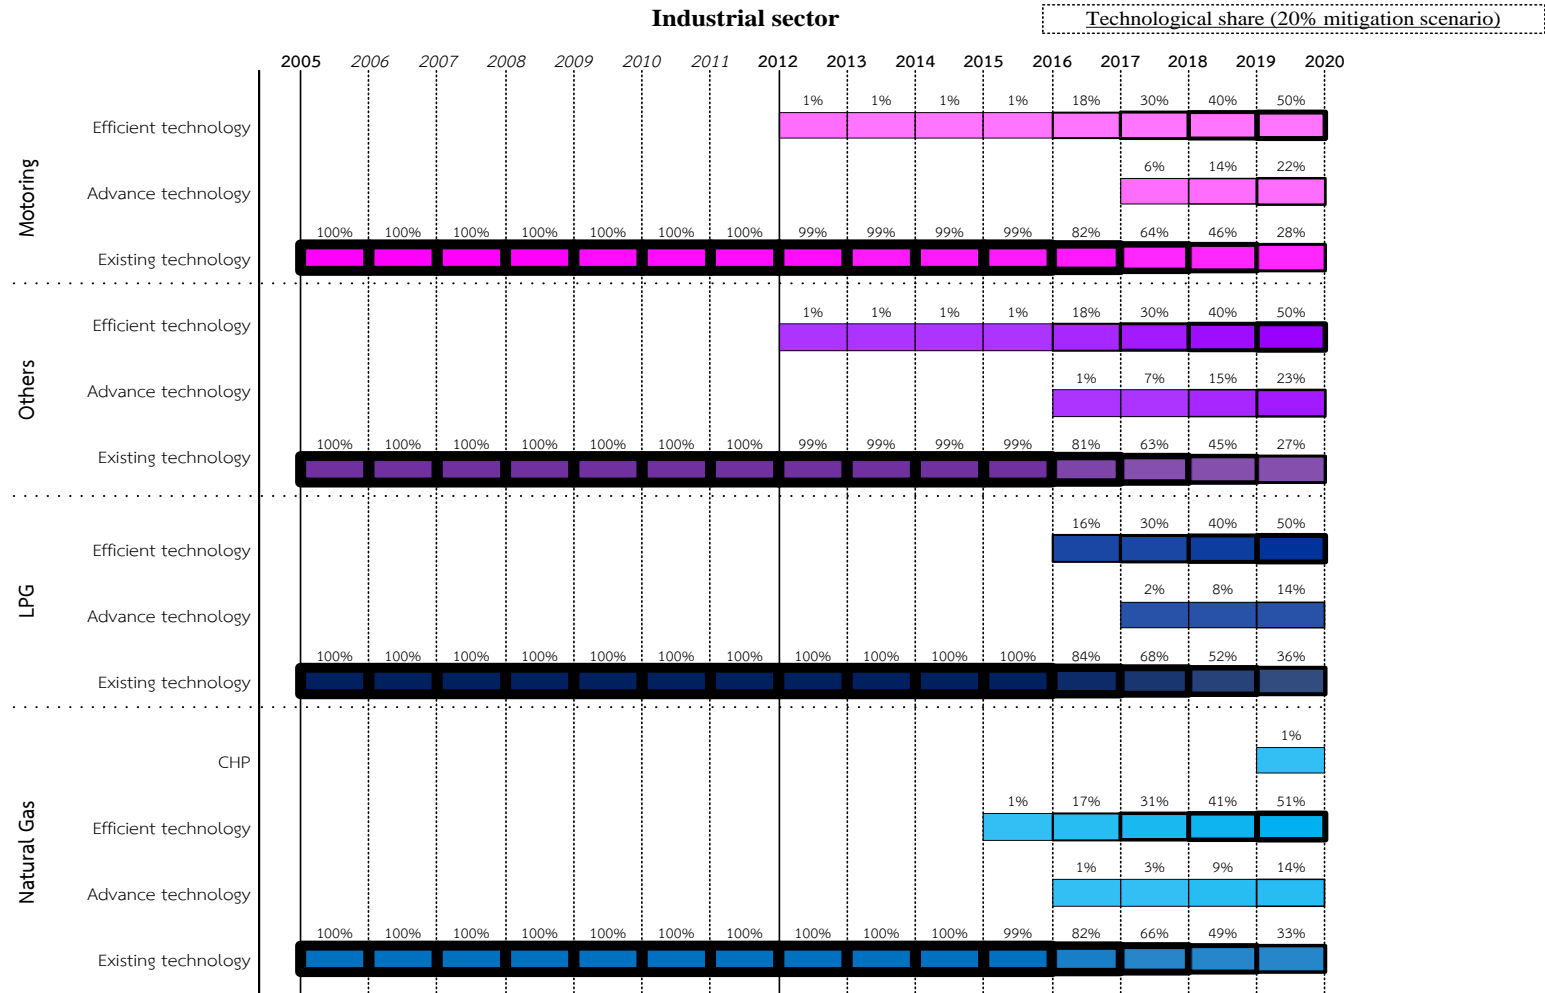 Industrial sector
Technological share (20% mitigation scenario)
2005 2006 2007 2008 2009 2010 2011 2012 2013 2014 2015 2016 2017 2018 2019 2020
Motoring
1% 1% 1% 1% 18% 30% 40% 50%
Efficient technology
6% 14% 22%
Advance technology
100% 100% 100% 100% 100% 100% 100% 99% 99% 99% 99% 82% 64% 46% 28%
Existing technology
Others
1% 1% 1% 1% 18% 30% 40% 50%
Efficient technology
1% 7% 15% 23%
Advance technology
100% 100% 100% 100% 100% 100% 100% 99% 99% 99% 99% 81% 63% 45% 27%
Existing technology
LPG
16% 30% 40% 50%
Efficient technology
2% 8% 14%
Advance technology
100% 100% 100% 100% 100% 100% 100% 100% 100% 100% 100% 84% 68% 52% 36%
Existing technology
Natural Gas
1%
CHP
1% 17% 31% 41% 51%
Efficient technology
1% 3% 9% 14%
Advance technology
100% 100% 100% 100% 100% 100% 100% 100% 100% 100% 99% 82% 66% 49% 33%
Existing technology